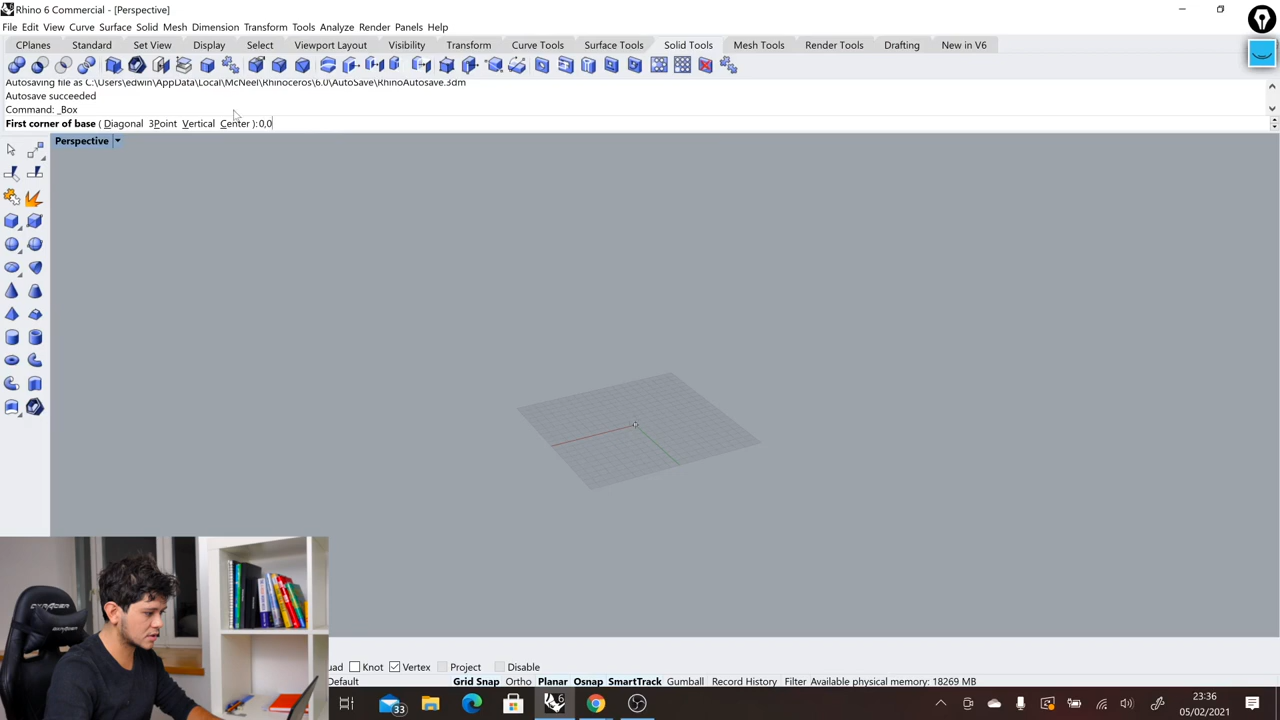 Rhino 6 Commercial - [Perspective]
File Edit View Curve Surface Solid Mesh Dimension Transform Tools Analyze Render Panels Help
CPlanes Standard Set View Display Select Viewport Layout Visibility Transform Curve Tools Surface Tools Solid Tools Mesh Tools Render Tools Drafting New in V6
Autosaving file as C:\Users\edwin\AppData\Local\McNeel\Rhinoceros\6.0\AutoSave\RhinoAutosave.3dm
Autosave succeeded
Command: _Box
First corner of base ( Diagonal 3Point Vertical Center ): 0,0
Perspective
uad Knot Vertex Project Disable
Default Grid Snap Ortho Planar Osnap SmartTrack Gumball Record History Filter Available physical memory: 18269 MB
33
6
23:36
05/02/2021